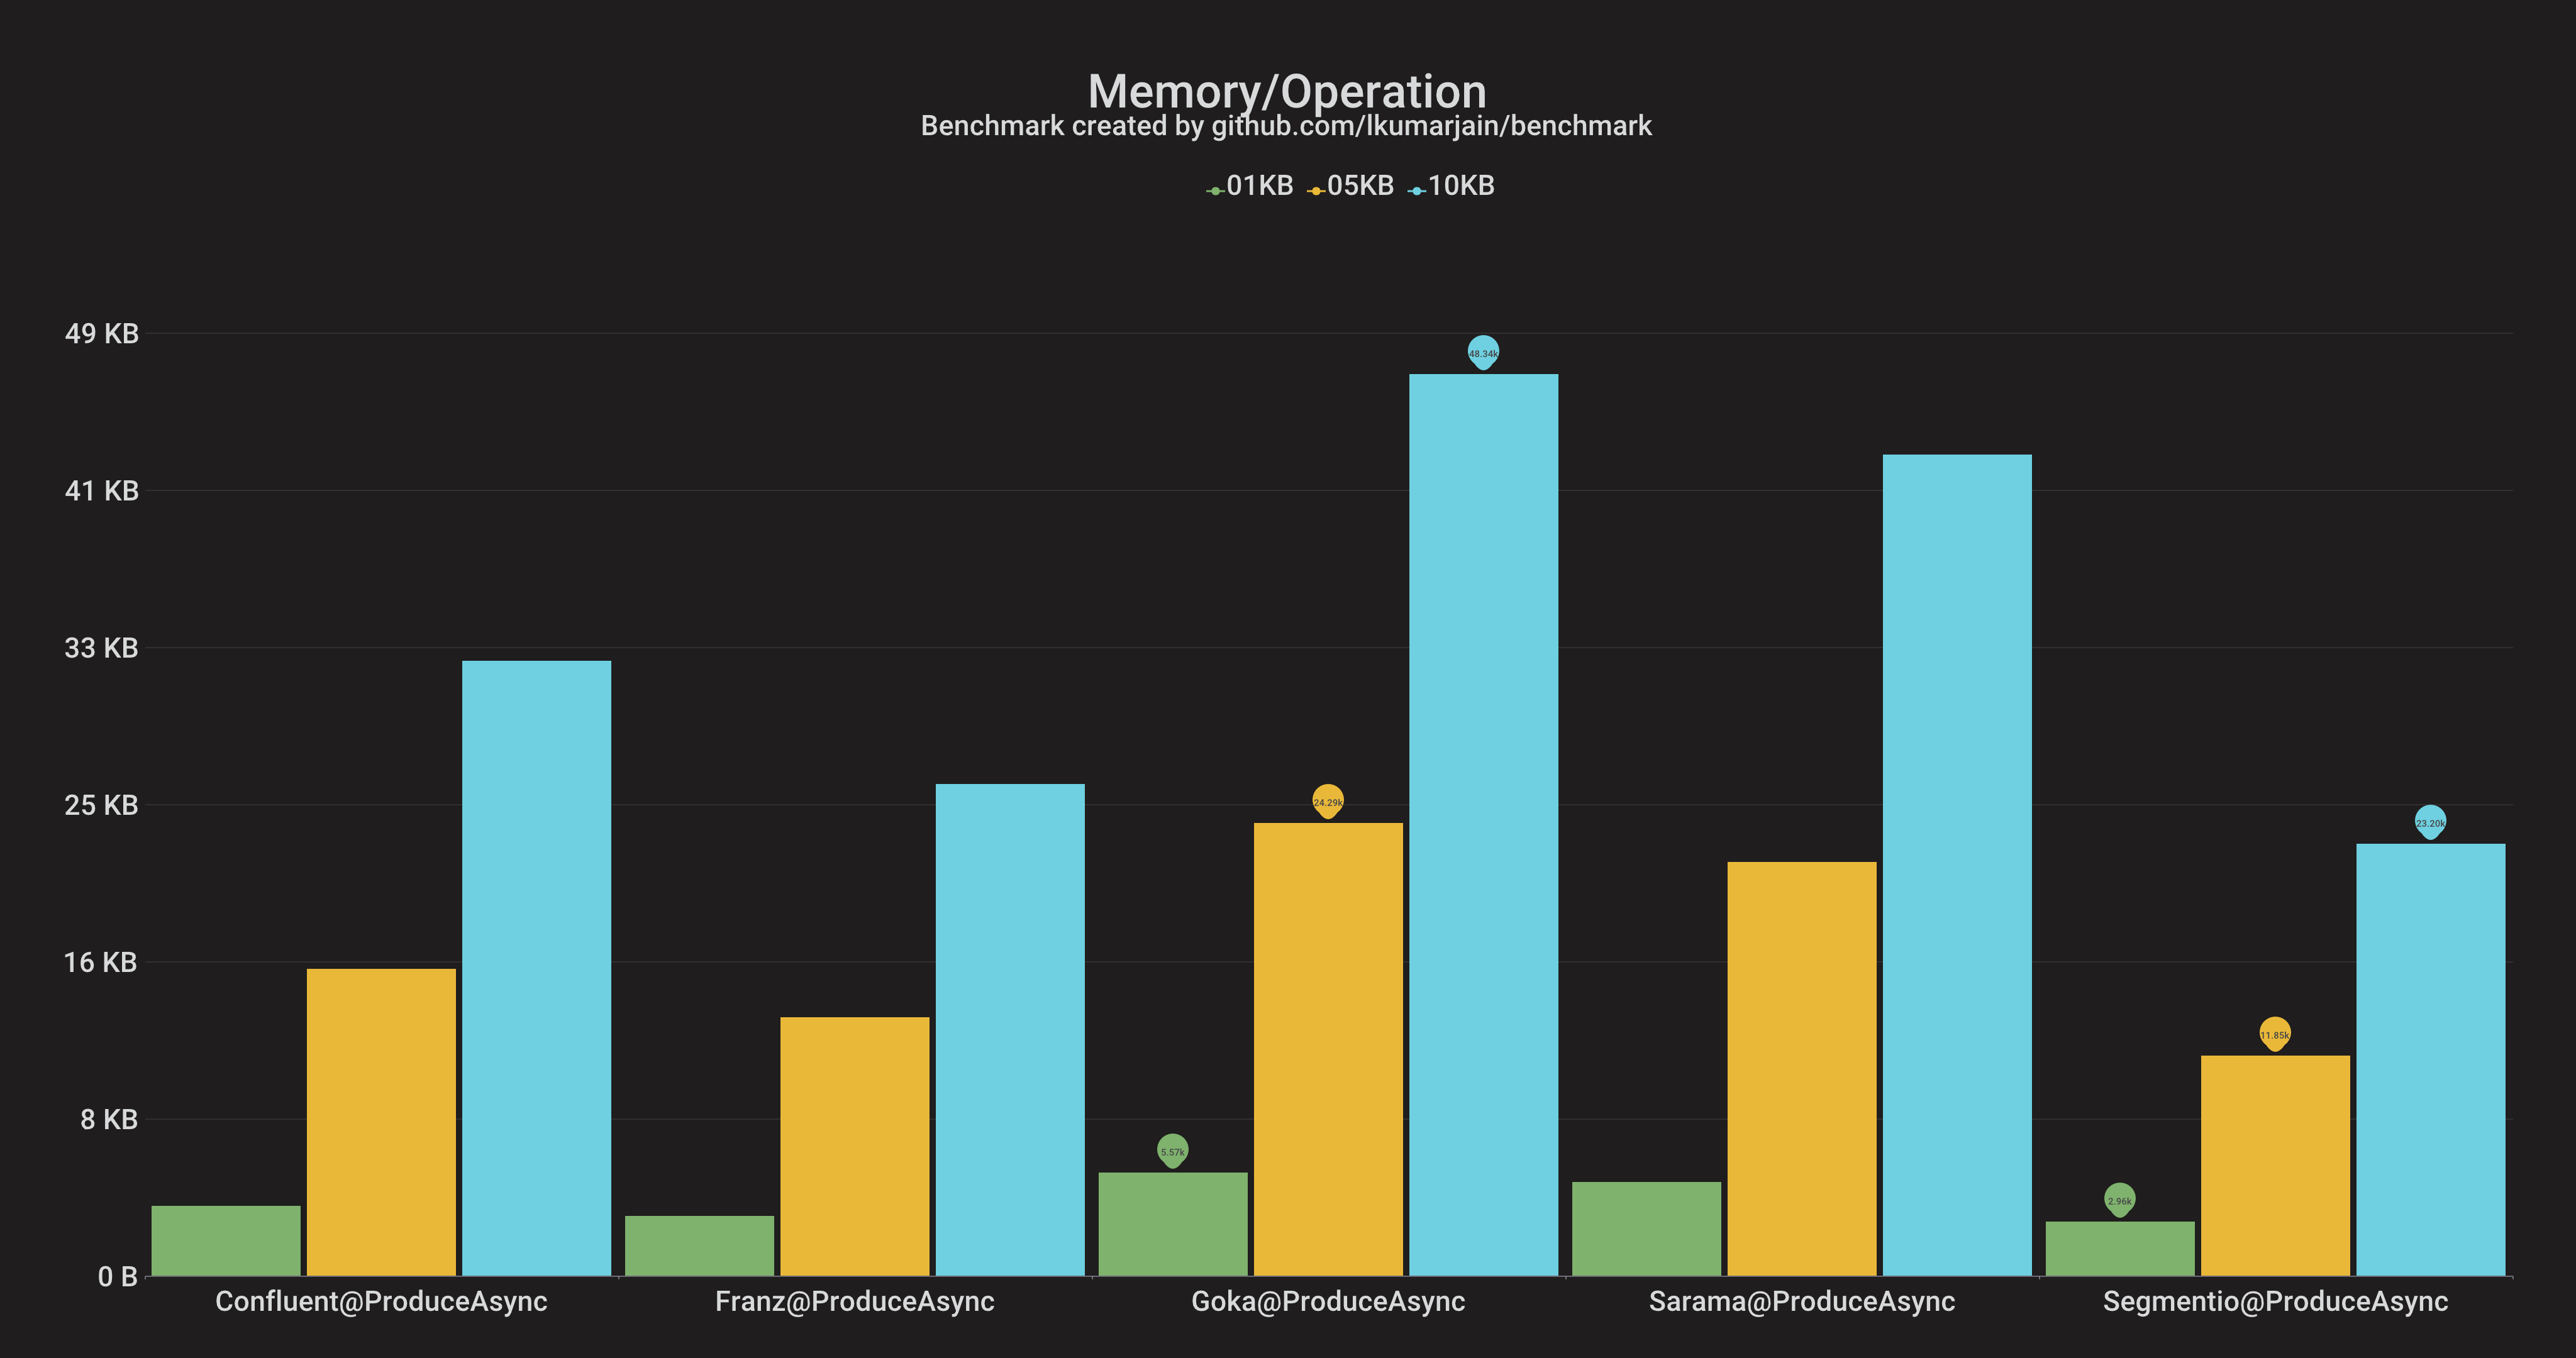 Memory/Operation
Benchmark created by github.com/lkumarjain/benchmark
01KB 05KB 10KB
49 KB
48.34k
41 KB
33 KB
25 KB
24.29k
23.20k
16 KB
11.85k
8 KB
5.57k
2.96k
0 B
Confluent@ProduceAsync Franz@ProduceAsync Goka@ProduceAsync Sarama@ProduceAsync Segmentio@ProduceAsync